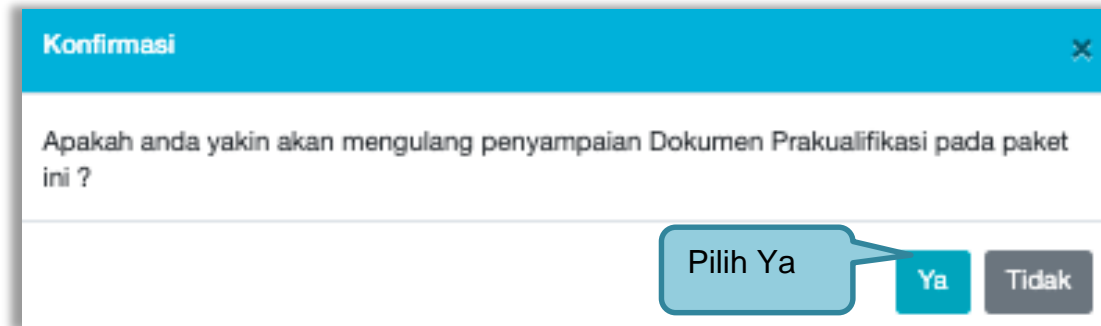 Konfirmasi ×
Apakah anda yakin akan mengulang penyampaian Dokumen Prakualifikasi pada paket
ini ?
Pilih Ya
Ya Tidak